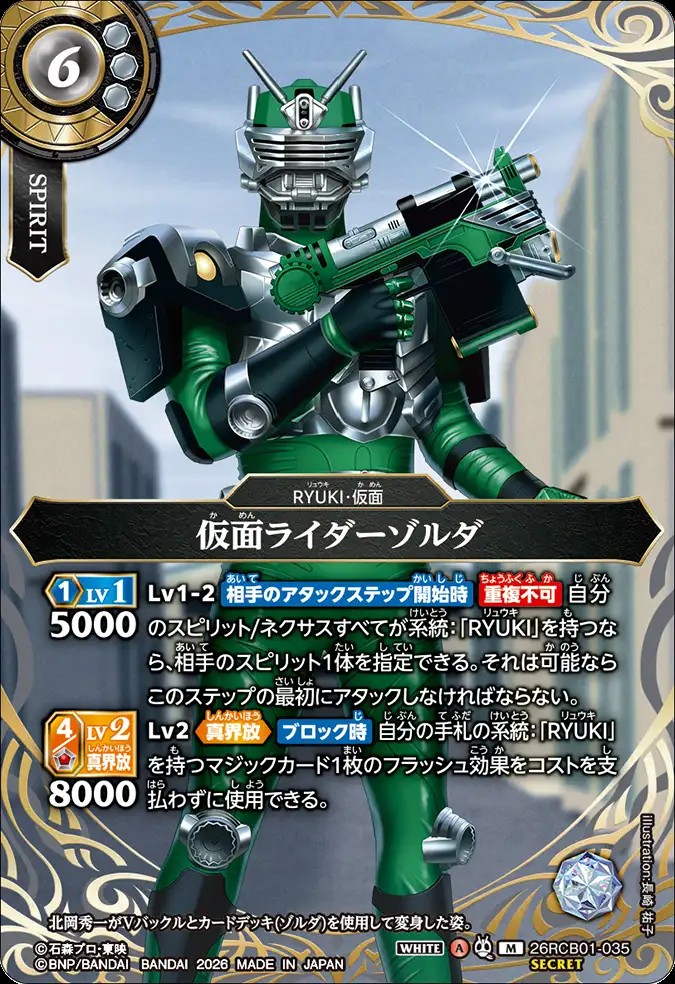 6
SPIRIT
RYUKI・仮面
リュウキ かめん
仮面ライダーゾルダ
かめん
1 LV1
5000
Lv1-2 相手のアタックステップ開始時 重複不可 自分
のスピリット/ネクサスすべてが系統:「RYUKI」を持つな
ら、相手のスピリット1体を指定できる。それは可能なら
このステップの最初にアタックしなければならない。
4 LV2
真界放
8000
Lv2 真界放 ブロック時 自分の手札の系統:「RYUKI」
を持つマジックカード1枚のフラッシュ効果をコストを支
払わずに使用できる。
Illustration:長崎 祐子
北岡秀一がVバックルとカードデッキ(ゾルダ)を使用して変身した姿。
©石森プロ・東映
©BNP/BANDAI BANDAI 2026 MADE IN JAPAN
WHITE A M 26RCB01-035
SECRET